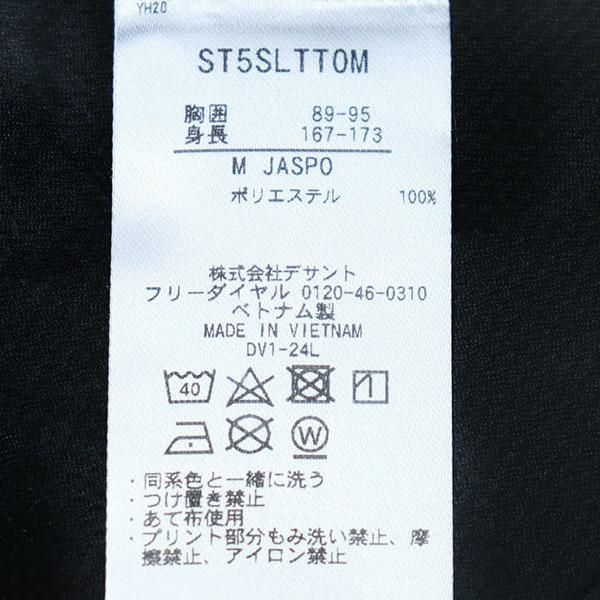 YH20
ST5SLTT0M
胸囲 89-95
身長 167-173
M JASPO
ポリエステル 100%
株式会社デサント
フリーダイヤル 0120-46-0310
ベトナム製
MADE IN VIETNAM
DV1-24L
40
W
・同系色と一緒に洗う
・つけ置き禁止
・あて布使用
・プリント部分もみ洗い禁止、摩
擦禁止、アイロン禁止